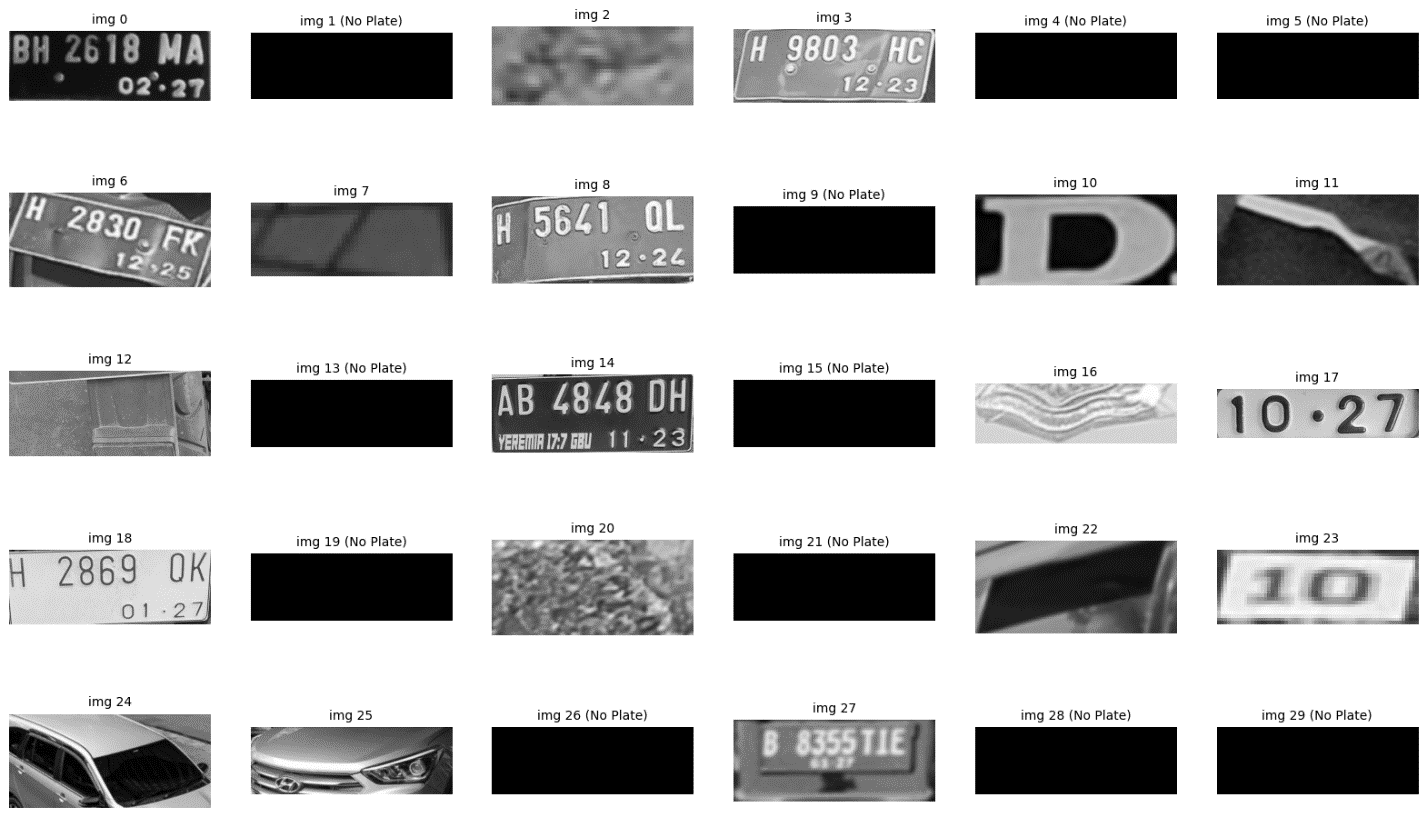 img 0
BH 2618 MA
02·27
img 1 (No Plate)
img 2
img 3
H 9803 HC
12·23
img 4 (No Plate)
img 5 (No Plate)
img 6
H 2830 FK
12·25
img 7
img 8
H 5641 QL
12·24
img 9 (No Plate)
img 10
D
img 11
img 12
img 13 (No Plate)
img 14
AB 4848 DH
YEREMIA 17:7 GBU 11·23
img 15 (No Plate)
img 16
img 17
10·27
img 18
H 2869 QK
01·27
img 19 (No Plate)
img 20
img 21 (No Plate)
img 22
img 23
10
img 24
img 25
img 26 (No Plate)
img 27
B 8355 TIE
img 28 (No Plate)
img 29 (No Plate)